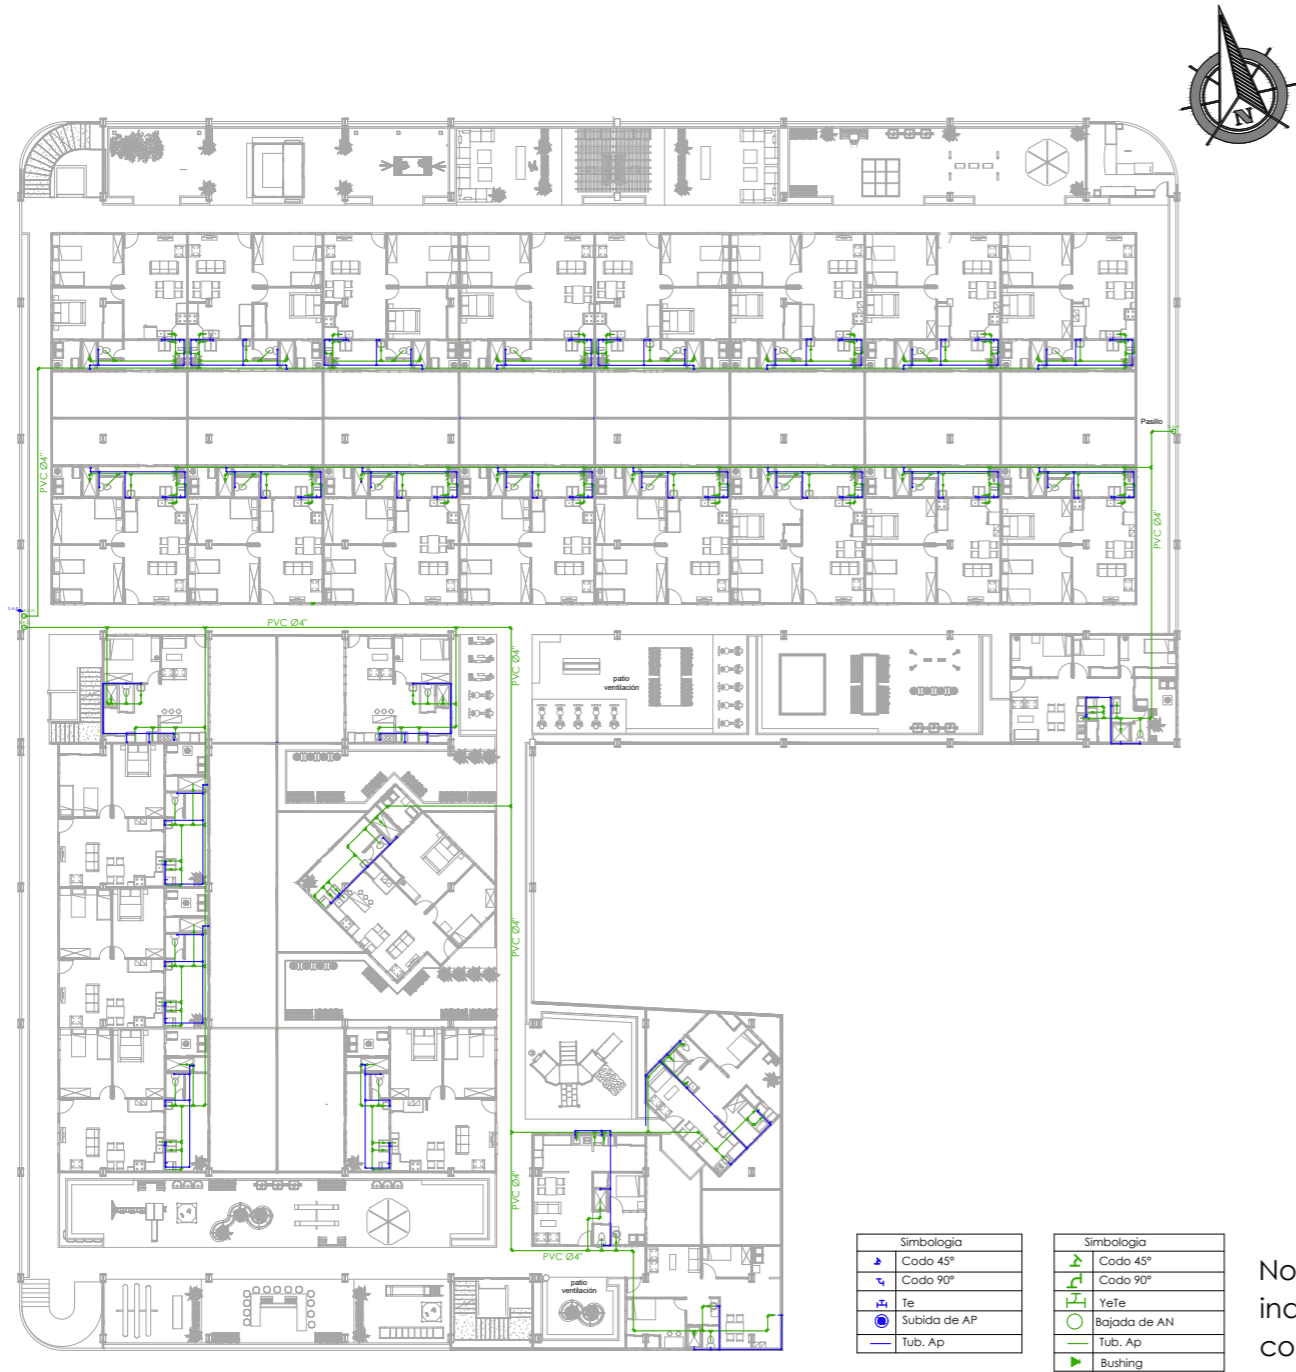 N
Pasillo
PVC Ø4"
PVC Ø4"
PVC Ø4"
PVC Ø4"
patio
ventilación
PVC Ø4"
PVC Ø4"
PVC Ø4"
patio
ventilación
Simbologia
Codo 45°
Codo 90°
Te
Subida de AP
Tub. Ap
Simbologia
Codo 45°
Codo 90°
YeTe
Bajada de AN
Tub. Ap
Bushing
No
co